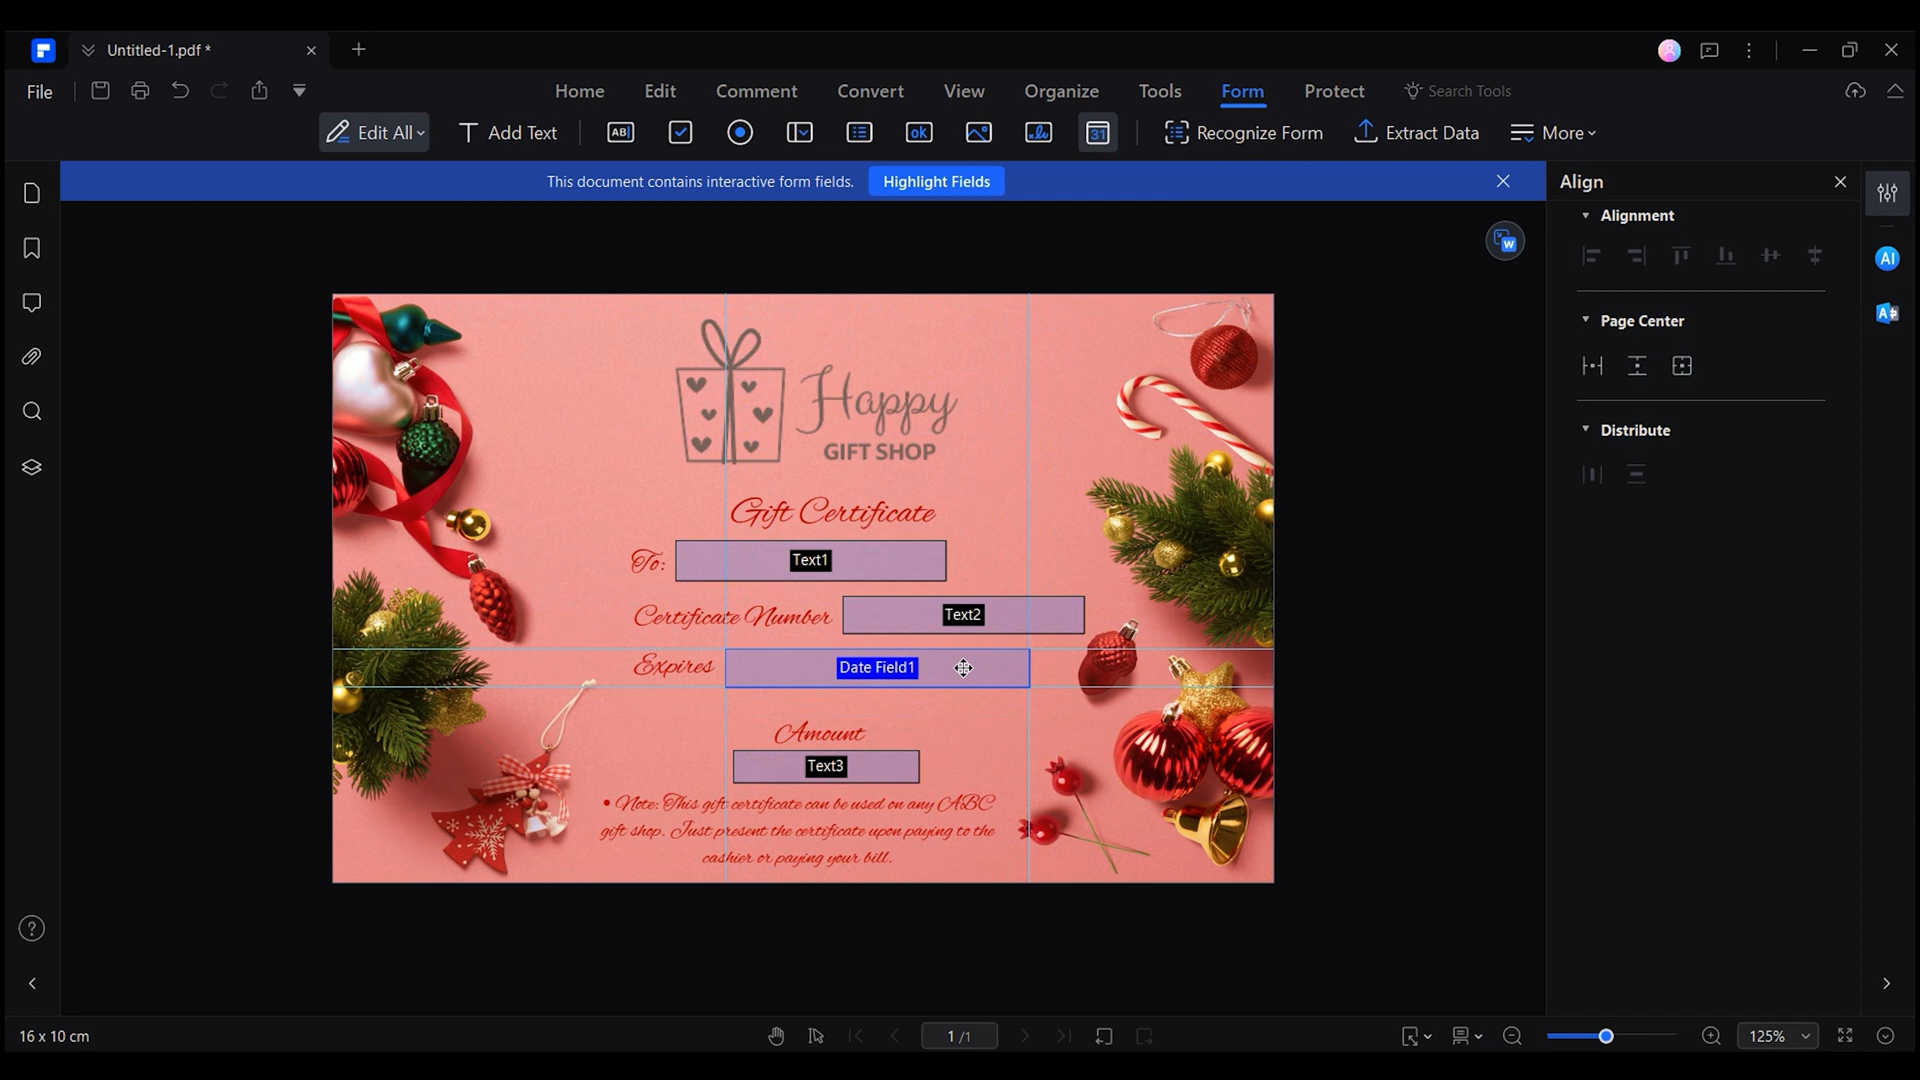 Untitled-1.pdf *
File
Home Edit Comment Convert View Organize Tools Form Protect Search Tools
Edit All Add Text AB ok 31 Recognize Form Extract Data More
This document contains interactive form fields. Highlight Fields
Align
Alignment
W
AI
Page Center
Distribute
Happy
GIFT SHOP
Gift Certificate
To: Text1
Certificate Number Text2
Expires Date Field1
Amount
Text3
• Note: This gift certificate can be used on any ABC
gift shop. Just present the certificate upon paying to the
cashier or paying your bill.
16 x 10 cm 1 /1 125%